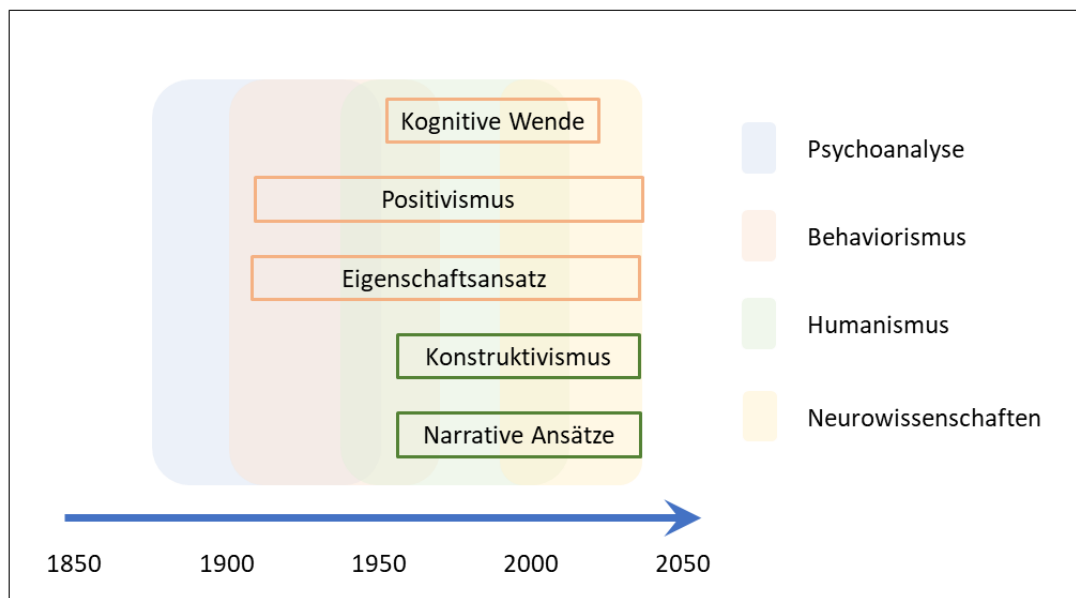 Kognitive Wende
Positivismus
Eigenschaftsansatz
Konstruktivismus
Narrative Ansätze
Psychoanalyse
Behaviorismus
Humanismus
Neurowissenschaften
1850 1900 1950 2000 2050